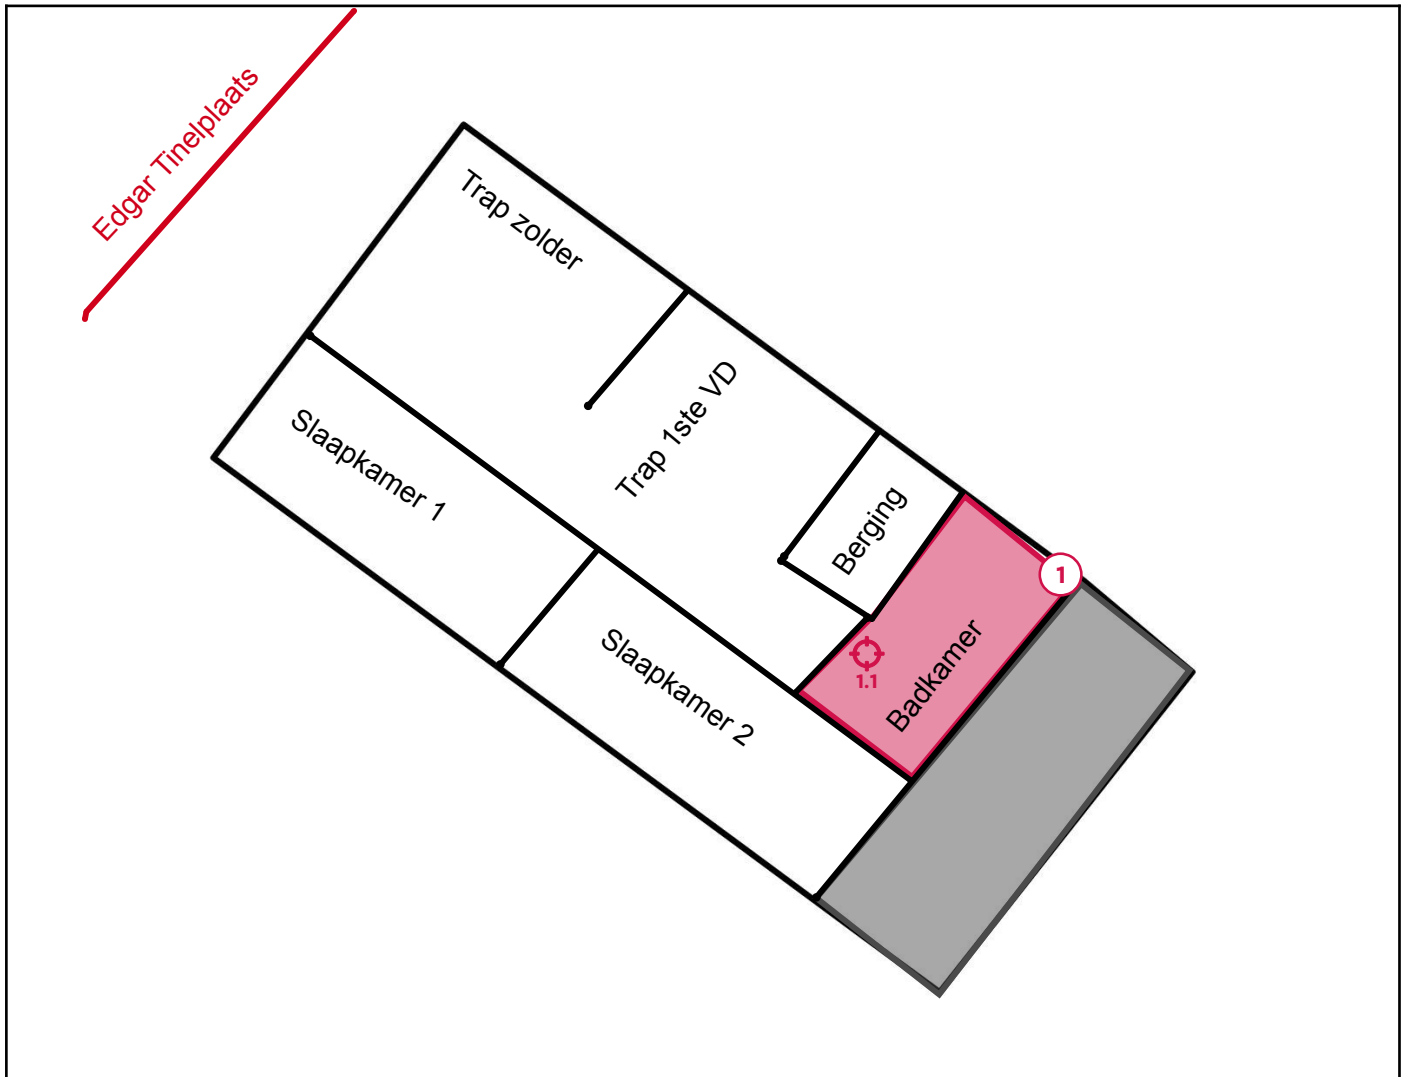 Edgar Tinelplaats
Trap zolder
Trap 1ste VD
Slaapkamer 1
Berging
1
1.1
Badkamer
Slaapkamer 2